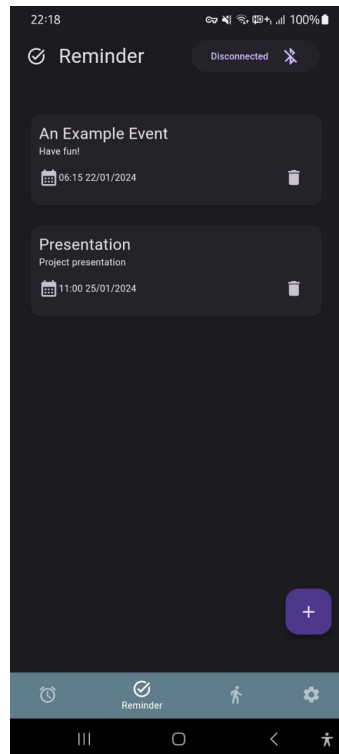 22:18
100%
Reminder
Disconnected
An Example Event
Have fun!
06:15 22/01/2024
Presentation
Project presentation
11:00 25/01/2024
+
Reminder